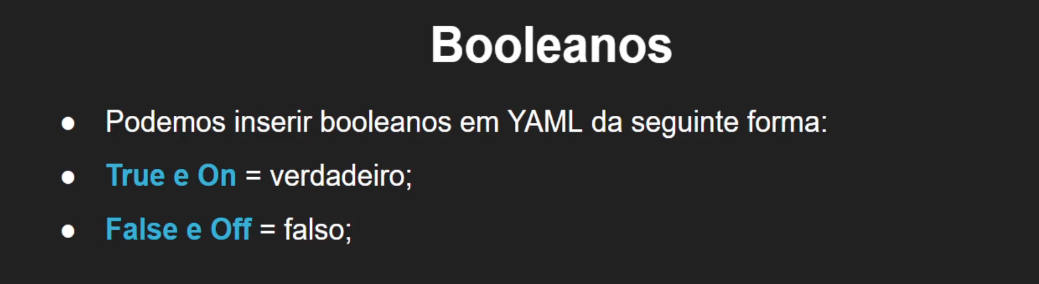 Booleanos
● Podemos inserir booleanos em YAML da seguinte forma:
● True e On = verdadeiro;
● False e Off = falso;